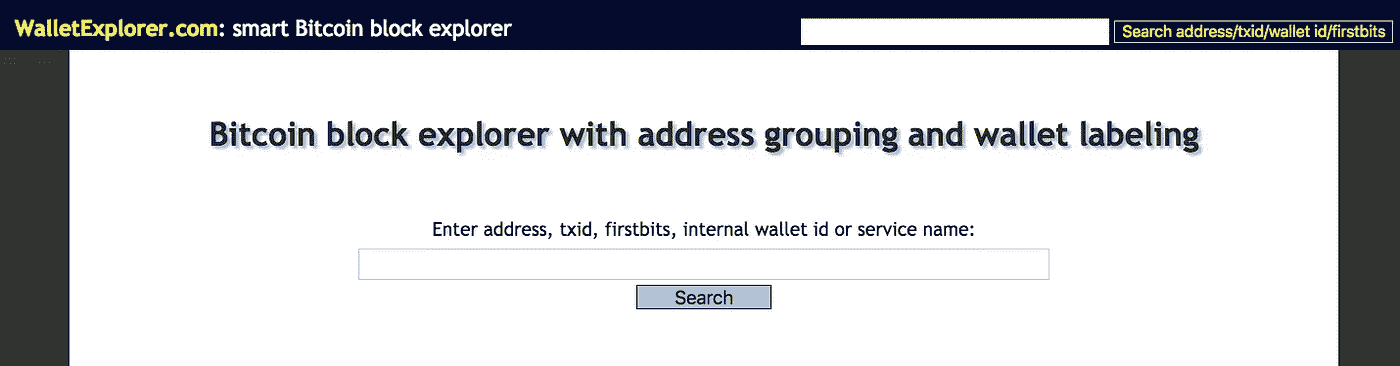 WalletExplorer.com: smart Bitcoin block explorer
Search address/txid/wallet id/firstbits
Bitcoin block explorer with address grouping and wallet labeling
Enter address, txid, firstbits, internal wallet id or service name:
Search